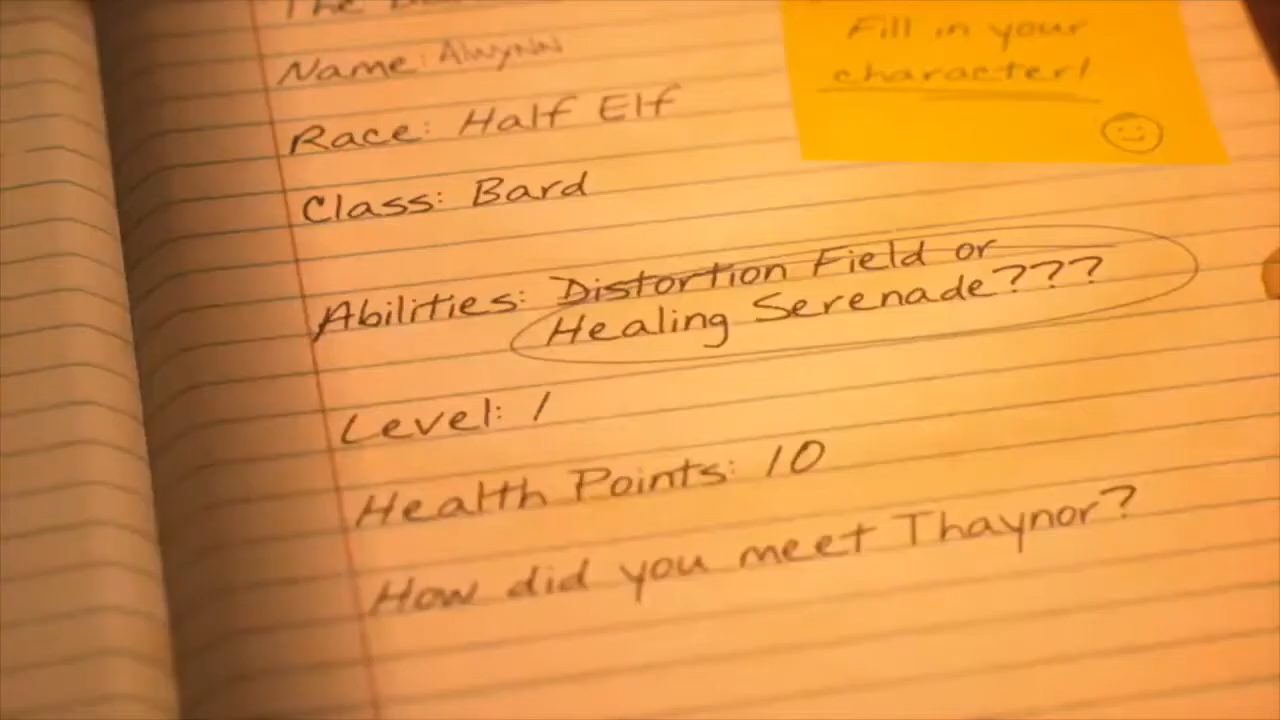 The
Name: Alwynn
Race: Half Elf
Class: Bard
Abilities: Distortion Field or
Healing Serenade???
Level: 1
Health Points: 10
How did you meet Thaynor?
Fill in your
character!